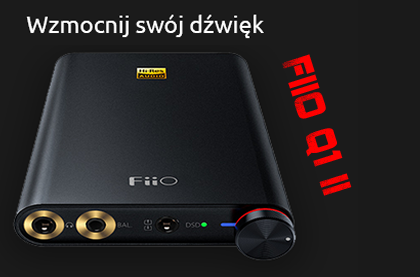 Wzmocnij swój dźwięk
Hi-Res
AUDIO
FIIO Q1 II
FiiO
BAL.
DSD